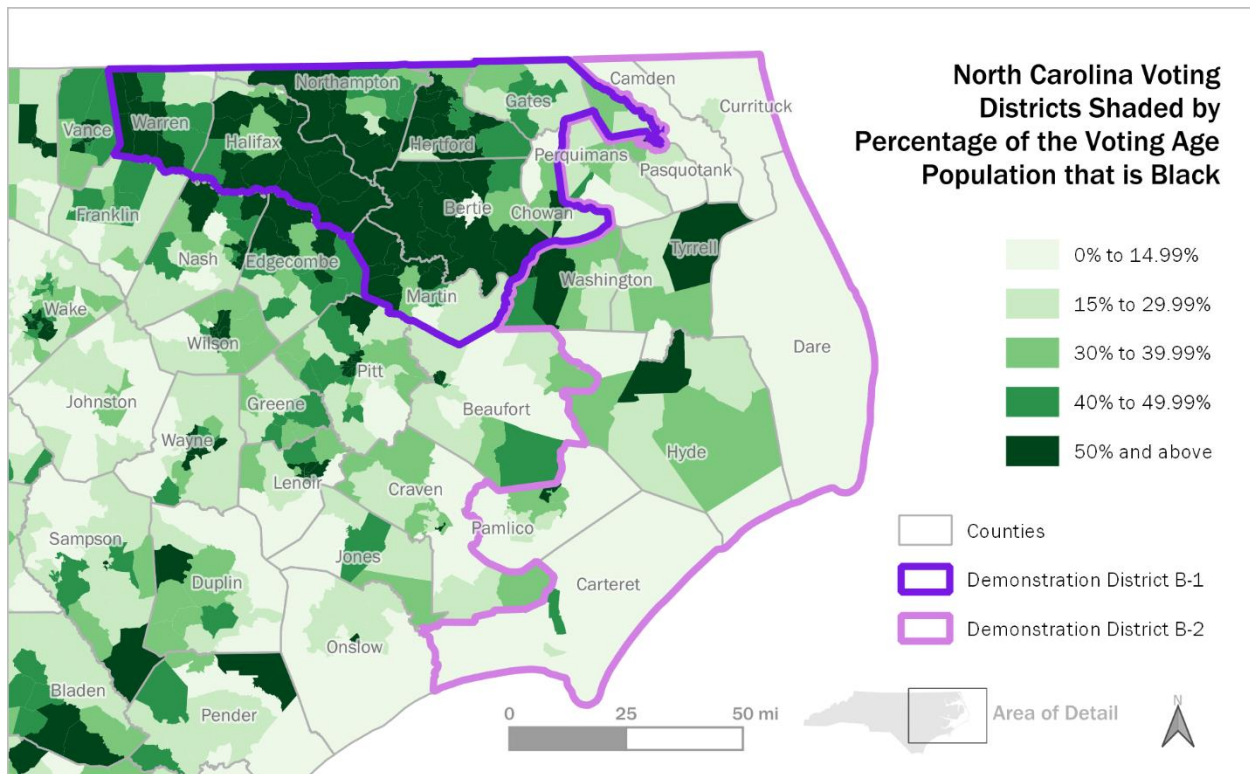 North Carolina Voting
Districts Shaded by
Percentage of the Voting Age
Population that is Black
0% to 14.99%
15% to 29.99%
30% to 39.99%
40% to 49.99%
50% and above
Counties
Demonstration District B-1
Demonstration District B-2
Camden
Currituck
Northampton
Gates
Vance
Warren
Halifax
Hertford
Perquimans
Pasquotank
Franklin
Bertie
Chowan
Nash
Edgecombe
Tyrrell
Washington
Martin
Wake
Wilson
Dare
Pitt
Johnston
Greene
Beaufort
Wayne
Hyde
Lenoir
Craven
Pamlico
Sampson
Jones
Duplin
Carteret
Onslow
Bladen
Pender
0 25 50 mi
Area of Detail
N